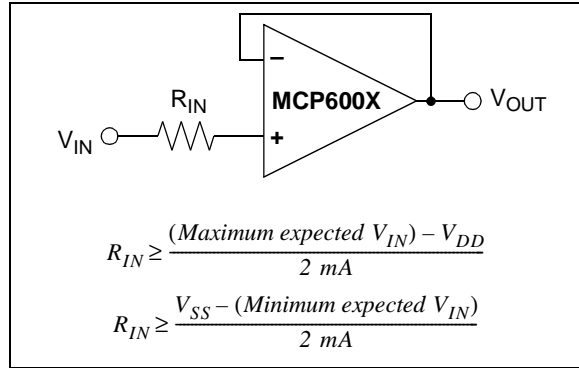 R_IN
V_IN
−
+
MCP600X
V_OUT
R_IN ≥ (Maximum expected V_IN) – V_DD / 2 mA
R_IN ≥ V_SS – (Minimum expected V_IN) / 2 mA